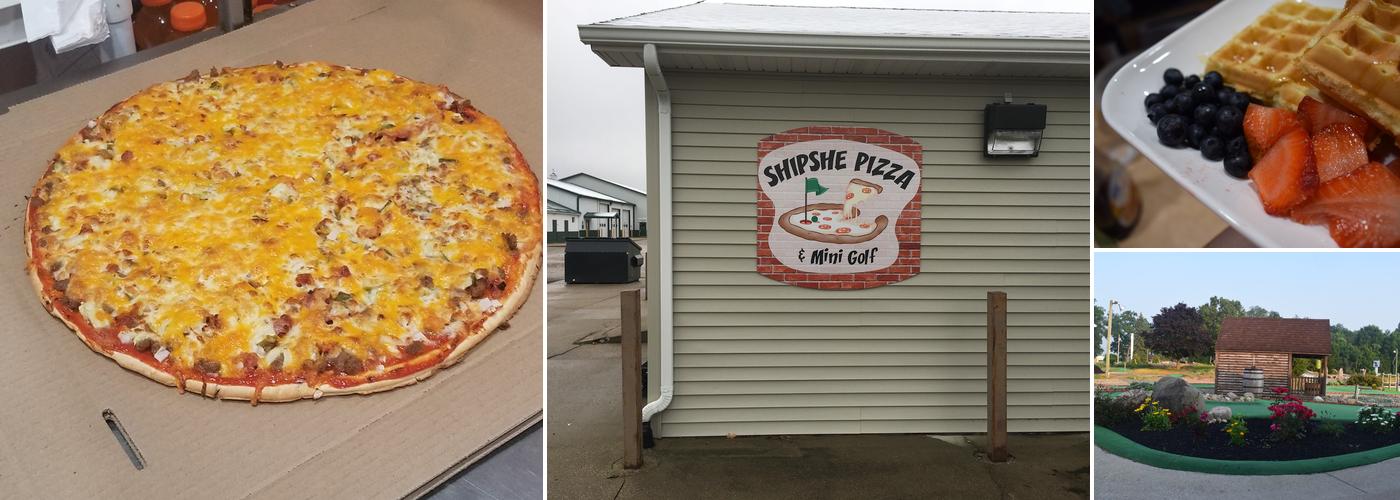 SHIPSHE PIZZA
& Mini Golf